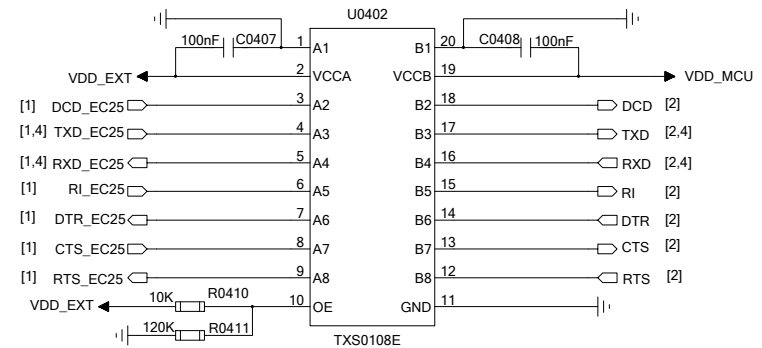 U0402
100nF C0407 1 A1 B1 20 C0408 100nF
VDD_EXT 2 VCCA VCCB 19 VDD_MCU
[1] DCD_EC25 3 A2 B2 18 DCD [2]
[1,4] TXD_EC25 4 A3 B3 17 TXD [2,4]
[1,4] RXD_EC25 5 A4 B4 16 RXD [2,4]
[1] RI_EC25 6 A5 B5 15 RI [2]
[1] DTR_EC25 7 A6 B6 14 DTR [2]
[1] CTS_EC25 8 A7 B7 13 CTS [2]
[1] RTS_EC25 9 A8 B8 12 RTS [2]
VDD_EXT 10K R0410 10 OE GND 11
120K R0411
TXS0108E